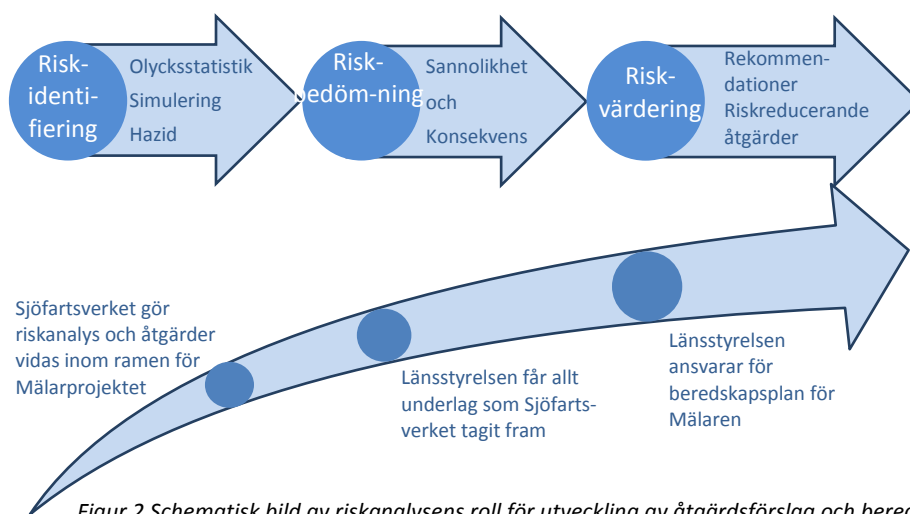 Risk-
identi-
fiering
Olycksstatistik
Simulering
Hazid
Risk-
bedöm-ning
Sannolikhet
och
Konsekvens
Risk-
värdering
Rekommen-
dationer
Riskreducerande
åtgärder
Sjöfartsverket gör
riskanalys och åtgärder
vidas inom ramen för
Mälarprojektet
Länsstyrelsen får allt
underlag som Sjöfarts-
verket tagit fram
Länsstyrelsen
ansvarar för
beredskapsplan för
Mälaren
Figur 2 Schematisk bild av riskanalysens roll för utveckling av åtgärdsförslag och bered